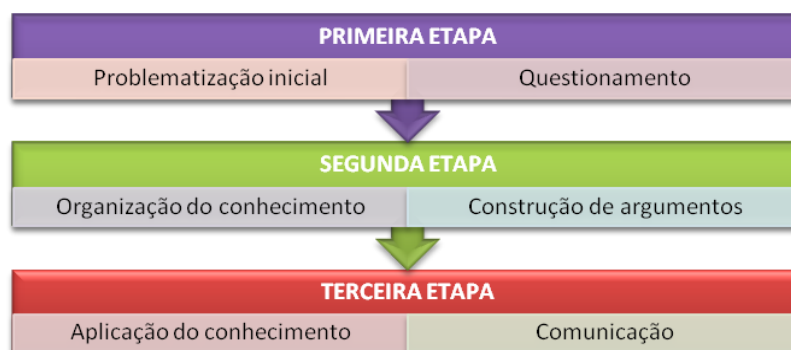 PRIMEIRA ETAPA
Problematização inicial
Questionamento
SEGUNDA ETAPA
Organização do conhecimento
Construção de argumentos
TERCEIRA ETAPA
Aplicação do conhecimento
Comunicação